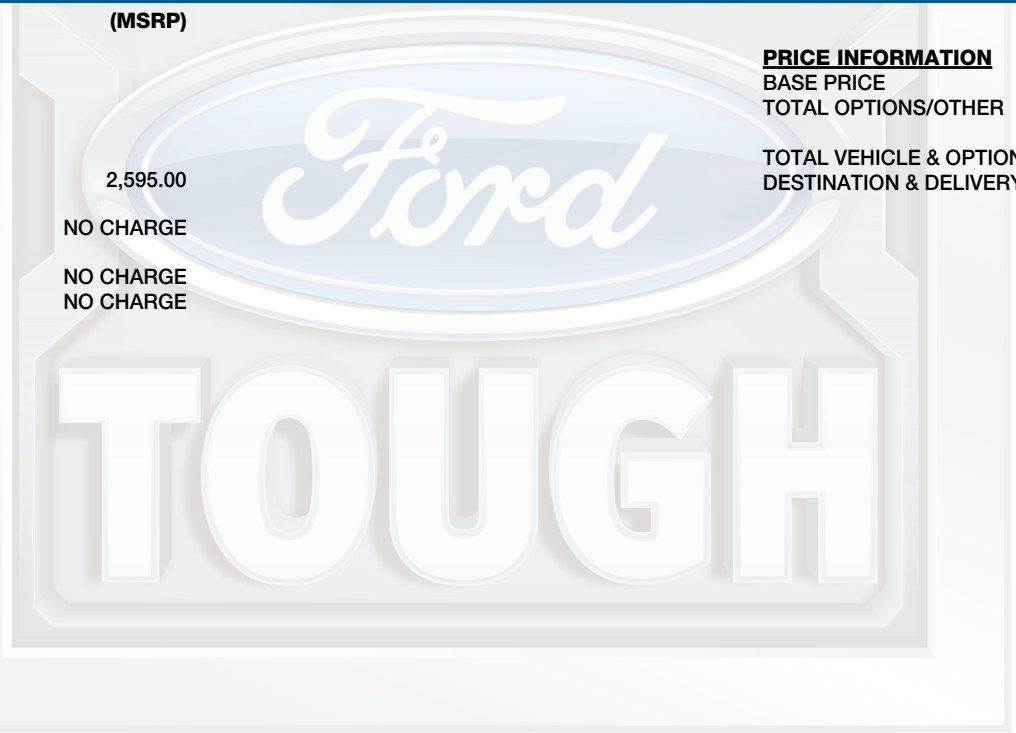 (MSRP)
2,595.00
NO CHARGE
NO CHARGE
NO CHARGE
PRICE INFORMATION
BASE PRICE
TOTAL OPTIONS/OTHER
TOTAL VEHICLE & OPTION
DESTINATION & DELIVERY
Ford
TOUGH